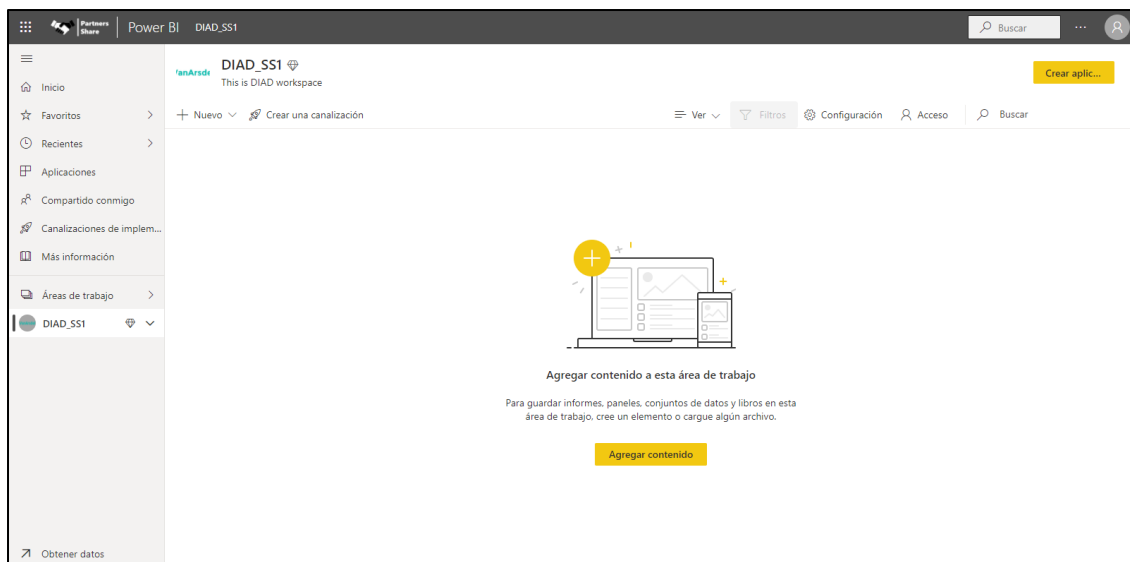 Partners
Share
Power BI
DIAD_SS1
Buscar
...
VanArsde
DIAD_SS1
This is DIAD workspace
Crear aplic...
Nuevo
Crear una canalización
Ver
Filtros
Configuración
Acceso
Buscar
Inicio
Favoritos
Recientes
Aplicaciones
Compartido conmigo
Canalizaciones de implem...
Más información
Áreas de trabajo
DIAD_SS1
Agregar contenido a esta área de trabajo
Para guardar informes, paneles, conjuntos de datos y libros en esta
área de trabajo, cree un elemento o cargue algún archivo.
Agregar contenido
Obtener datos